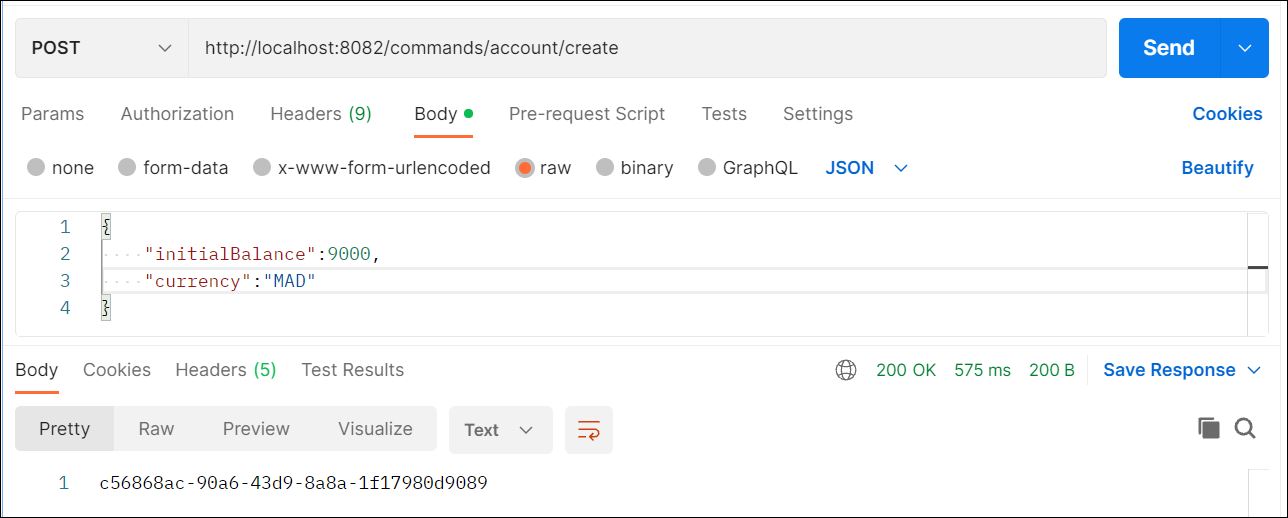 POST http://localhost:8082/commands/account/create Send
Params Authorization Headers (9) Body Pre-request Script Tests Settings Cookies
none form-data x-www-form-urlencoded raw binary GraphQL JSON Beautify
1 {
2 "initialBalance":9000,
3 "currency":"MAD"
4 }
Body Cookies Headers (5) Test Results 200 OK 575 ms 200 B Save Response
Pretty Raw Preview Visualize Text
1 c56868ac-90a6-43d9-8a8a-1f17980d9089